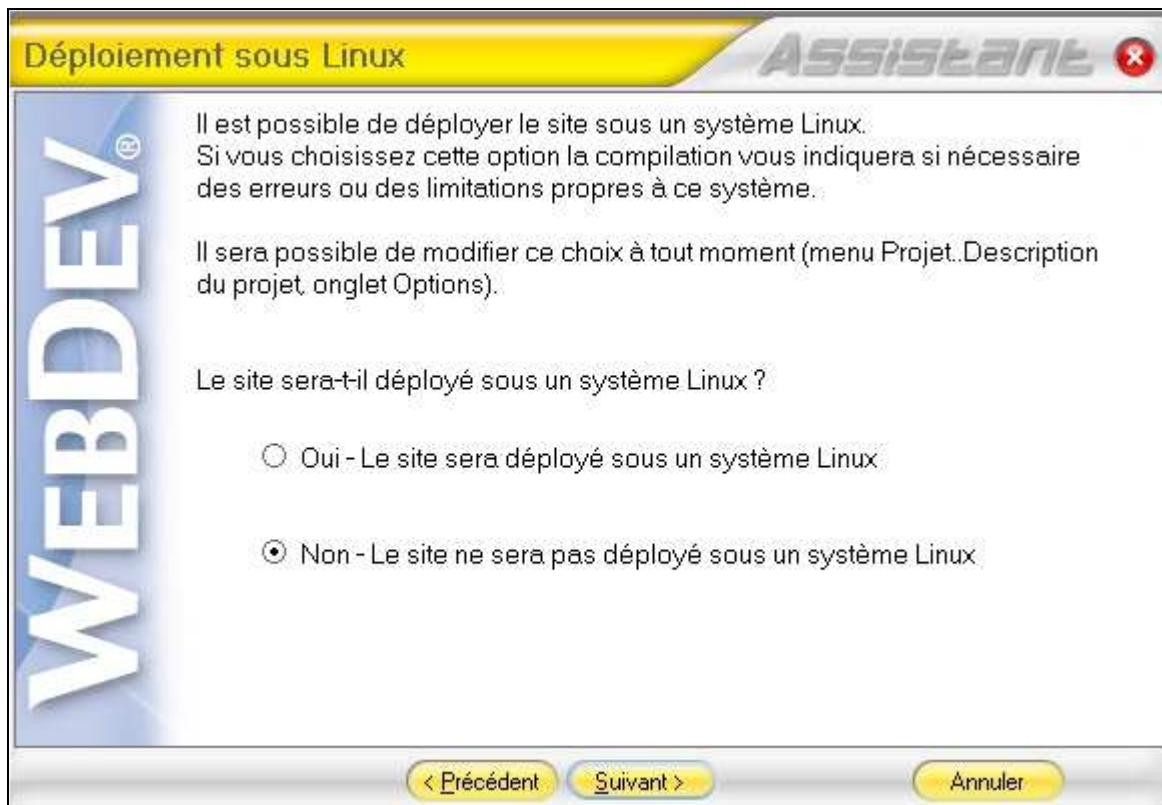 Déploiement sous Linux
Assistant
WEBDEV®
Il est possible de déployer le site sous un système Linux.
Si vous choisissez cette option la compilation vous indiquera si nécessaire
des erreurs ou des limitations propres à ce système.
Il sera possible de modifier ce choix à tout moment (menu Projet..Description
du projet, onglet Options).
Le site sera-t-il déployé sous un système Linux ?
Oui - Le site sera déployé sous un système Linux
Non - Le site ne sera pas déployé sous un système Linux
< Précédent
Suivant >
Annuler